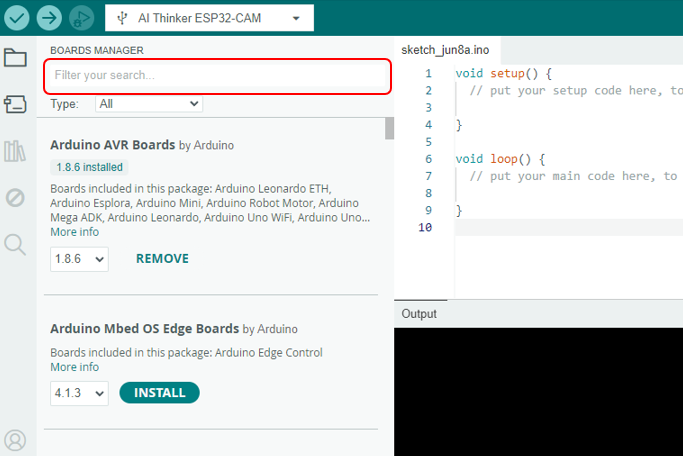 AI Thinker ESP32-CAM
BOARDS MANAGER
Filter your search...
Type: All
Arduino AVR Boards by Arduino
1.8.6 installed
Boards included in this package: Arduino Leonardo ETH,
Arduino Esplora, Arduino Mini, Arduino Robot Motor, Arduino
Mega ADK, Arduino Leonardo, Arduino Uno WiFi, Arduino Uno...
More info
1.8.6 REMOVE
Arduino Mbed OS Edge Boards by Arduino
Boards included in this package: Arduino Edge Control
More info
4.1.3 INSTALL
sketch_jun8a.ino
1 void setup() {
2 // put your setup code here, to
3
4 }
5
6 void loop() {
7 // put your main code here, to
8
9 }
10
Output